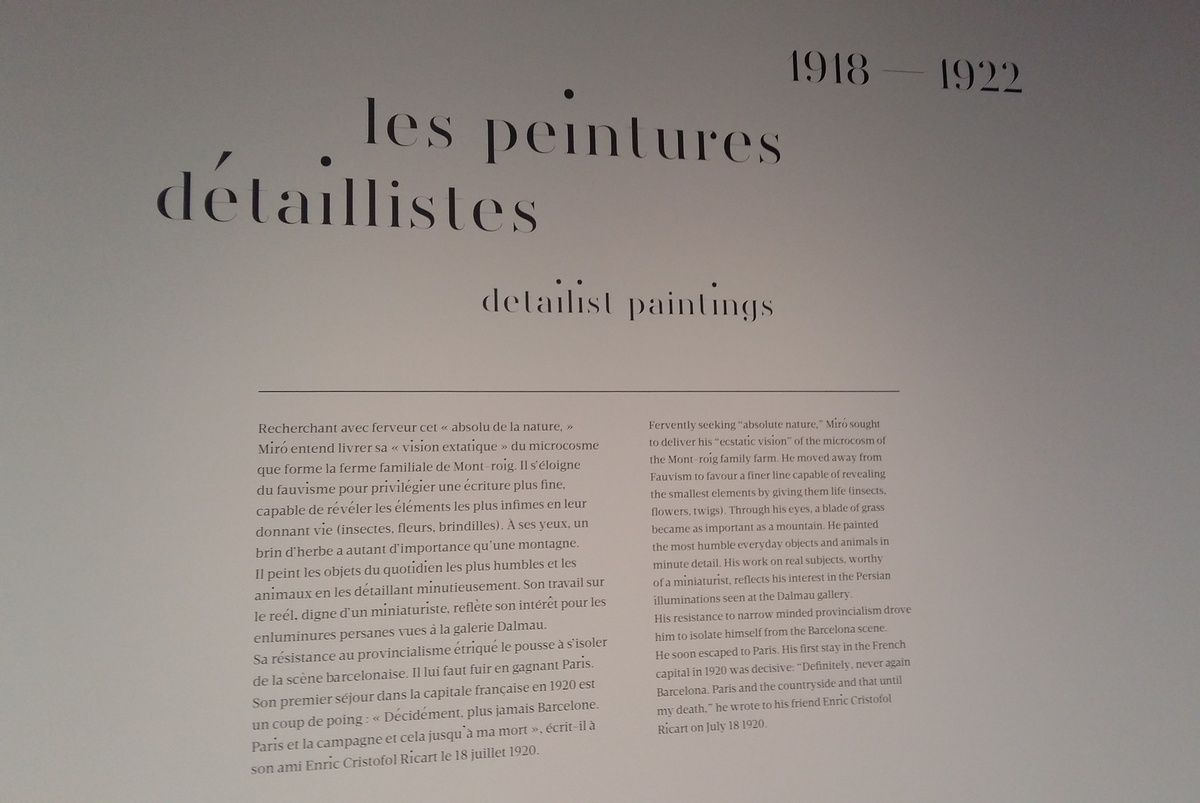 1918 — 1922
les peintures
détaillistes
detailist paintings
Recherchant avec ferveur cet « absolu de la nature, »
Miró entend livrer sa « vision extatique » du microcosme
que forme la ferme familiale de Mont-roig. Il s'éloigne
du fauvisme pour privilégier une écriture plus fine,
capable de révéler les éléments les plus infimes en leur
donnant vie (insectes, fleurs, brindilles). À ses yeux, un
brin d'herbe a autant d'importance qu'une montagne.
Il peint les objets du quotidien les plus humbles et les
animaux en les détaillant minutieusement. Son travail sur
le reél, digne d'un miniaturiste, reflète son intérêt pour les
enluminures persanes vues à la galerie Dalmau.
Sa résistance au provincialisme étriqué le pousse à s'isoler
de la scène barcelonaise. Il lui faut fuir en gagnant Paris.
Son premier séjour dans la capitale française en 1920 est
un coup de poing : « Décidément, plus jamais Barcelone.
Paris et la campagne et cela jusqu'à ma mort », écrit-il à
son ami Enric Cristofol Ricart le 18 juillet 1920.
Fervently seeking "absolute nature," Miró sought
to deliver his "ecstatic vision" of the microcosm of
the Mont-roig family farm. He moved away from
Fauvism to favour a finer line capable of revealing
the smallest elements by giving them life (insects,
flowers, twigs). Through his eyes, a blade of grass
became as important as a mountain. He painted
the most humble everyday objects and animals in
minute detail. His work on real subjects, worthy
of a miniaturist, reflects his interest in the Persian
illuminations seen at the Dalmau gallery.
His resistance to narrow minded provincialism drove
him to isolate himself from the Barcelona scene.
He soon escaped to Paris. His first stay in the French
capital in 1920 was decisive: "Definitely, never again
Barcelona. Paris and the countryside and that until
my death," he wrote to his friend Enric Cristofol
Ricart on July 18 1920.